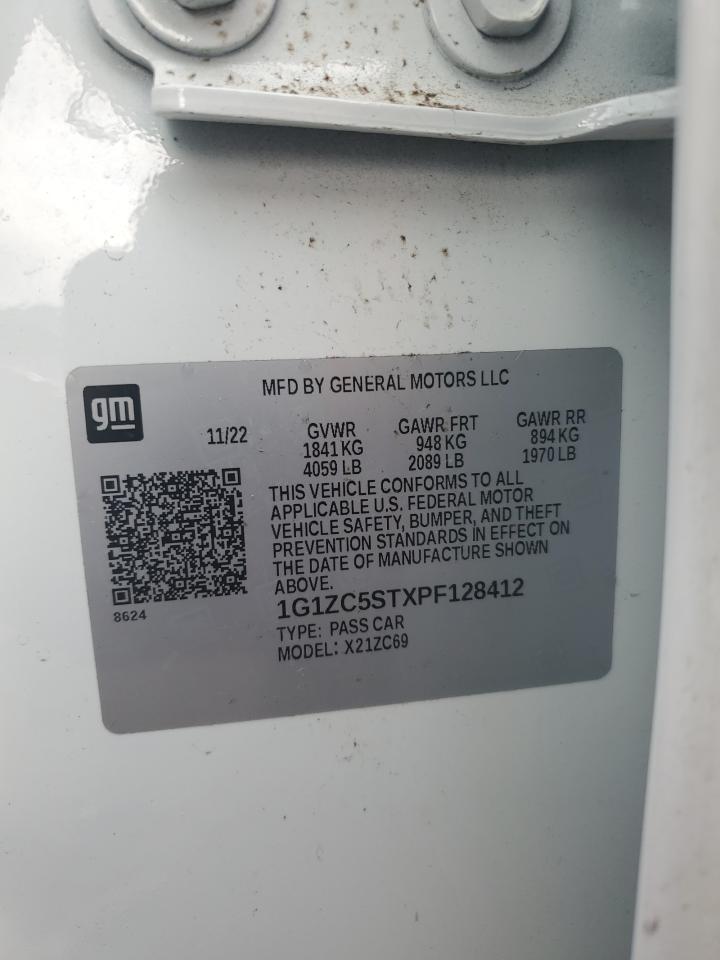 MFD BY GENERAL MOTORS LLC
gm
11/22
GVWR GAWR FRT GAWR RR
1841 KG 948 KG 894 KG
4059 LB 2089 LB 1970 LB
THIS VEHICLE CONFORMS TO ALL
APPLICABLE U.S. FEDERAL MOTOR
VEHICLE SAFETY, BUMPER, AND THEFT
PREVENTION STANDARDS IN EFFECT ON
THE DATE OF MANUFACTURE SHOWN
ABOVE.
8624
1G1ZC5STXPF128412
TYPE: PASS CAR
MODEL: X21ZC69